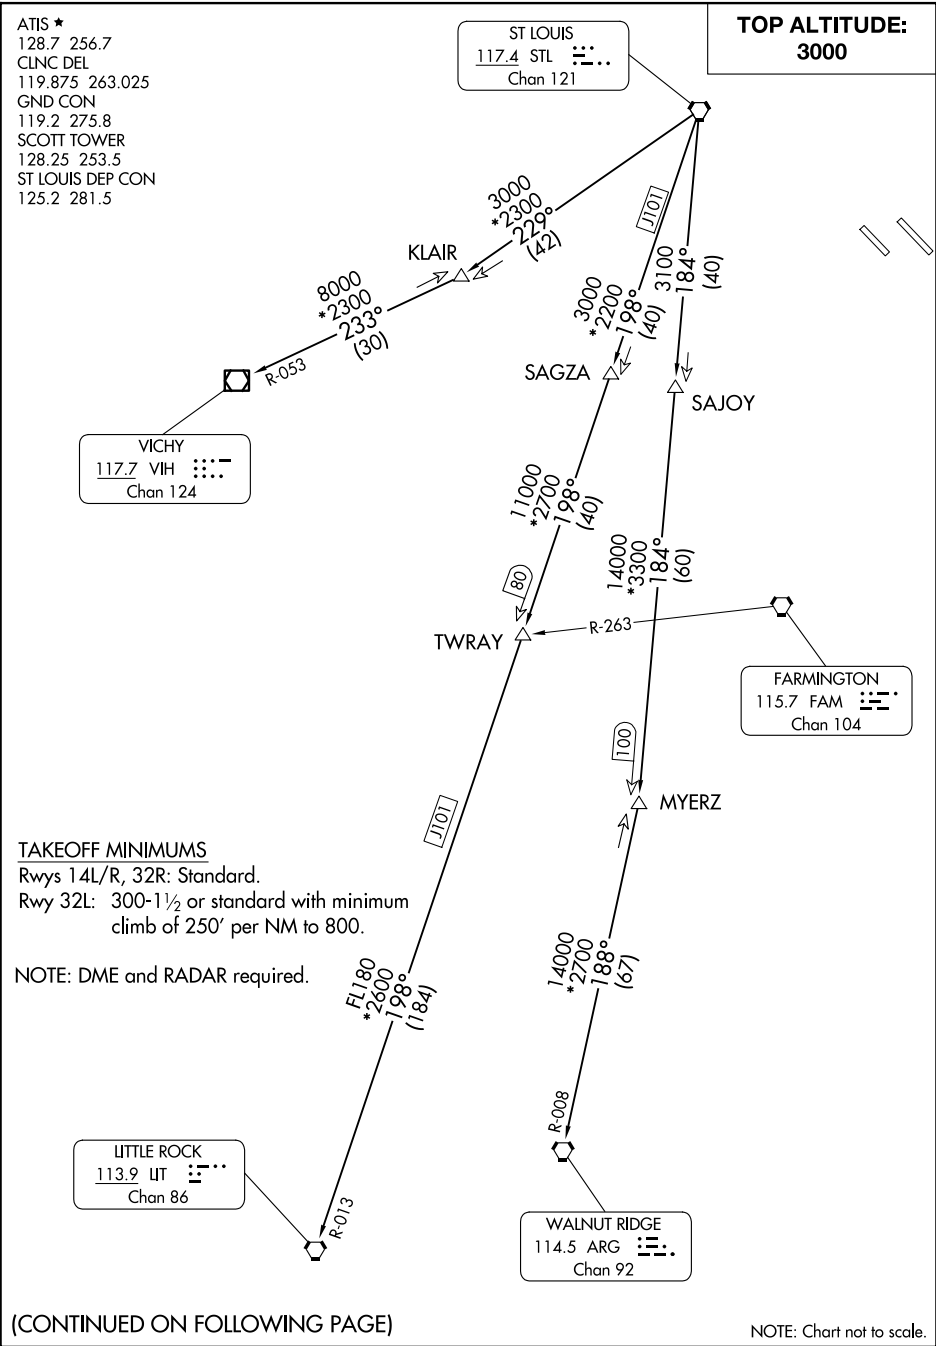 ATIS ★
128.7 256.7
CLNC DEL
119.875 263.025
GND CON
119.2 275.8
SCOTT TOWER
128.25 253.5
ST LOUIS DEP CON
125.2 281.5
ST LOUIS
117.4 STL
Chan 121
TOP ALTITUDE:
3000
3000
*2300
229°
(42)
KLAIR
8000
*2300
233°
(30)
R-053
VICHY
117.7 VIH
Chan 124
J101
3000
*2200
198°
(40)
3100
184°
(40)
SAGZA
SAJOY
11000
*2700
198°
(40)
14000
*3300
184°
(60)
80
TWRAY
R-263
FARMINGTON
115.7 FAM
Chan 104
100
MYERZ
J101
TAKEOFF MINIMUMS
Rwys 14L/R, 32R: Standard.
Rwy 32L: 300-1½ or standard with minimum
climb of 250' per NM to 800.
NOTE: DME and RADAR required.
FL180
*2600
198°
(184)
14000
*2700
188°
(67)
R-008
LITTLE ROCK
113.9 LIT
Chan 86
R-013
WALNUT RIDGE
114.5 ARG
Chan 92
(CONTINUED ON FOLLOWING PAGE)
NOTE: Chart not to scale.